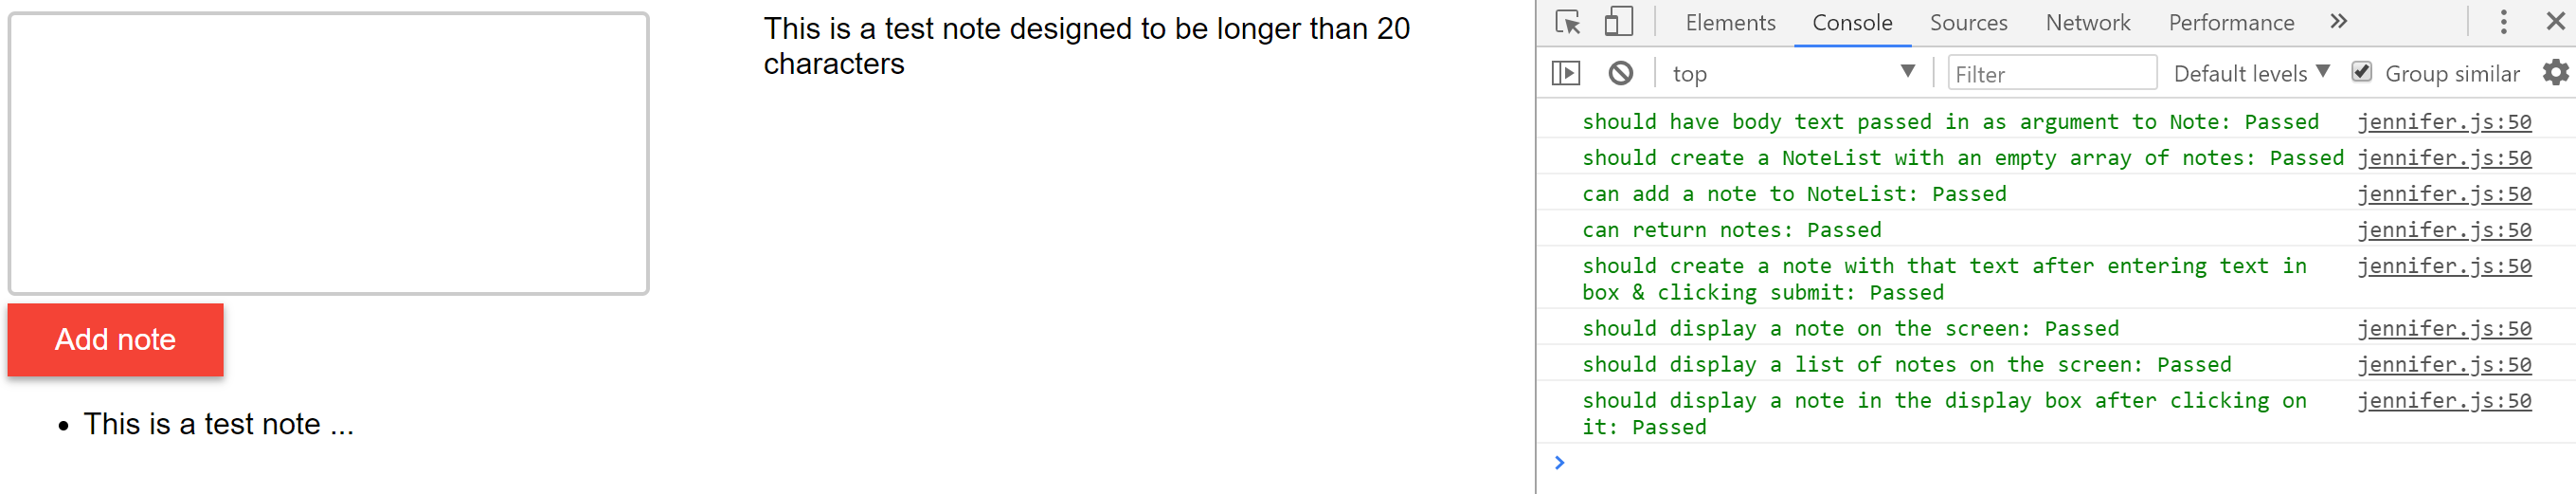 This is a test note designed to be longer than 20
characters
Add note
• This is a test note ...
Elements Console Sources Network Performance »
top Filter Default levels Group similar
should have body text passed in as argument to Note: Passed jennifer.js:50
should create a NoteList with an empty array of notes: Passed jennifer.js:50
can add a note to NoteList: Passed jennifer.js:50
can return notes: Passed jennifer.js:50
should create a note with that text after entering text in jennifer.js:50
box & clicking submit: Passed
should display a note on the screen: Passed jennifer.js:50
should display a list of notes on the screen: Passed jennifer.js:50
should display a note in the display box after clicking on jennifer.js:50
it: Passed